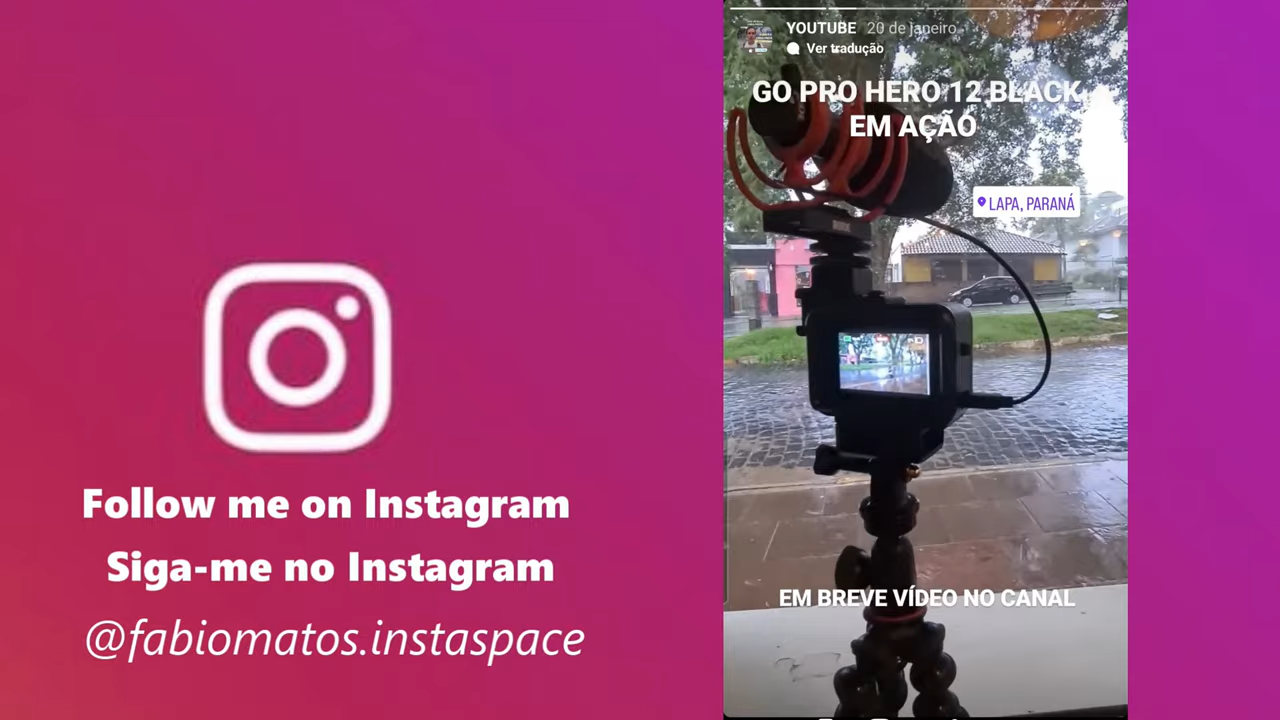 Follow me on Instagram
Siga-me no Instagram
@fabiomatos.instaspace
YOUTUBE 20 de janeiro
Ver tradução
GO PRO HERO 12 BLACK
EM AÇÃO
LAPA, PARANÁ
EM BREVE VÍDEO NO CANAL